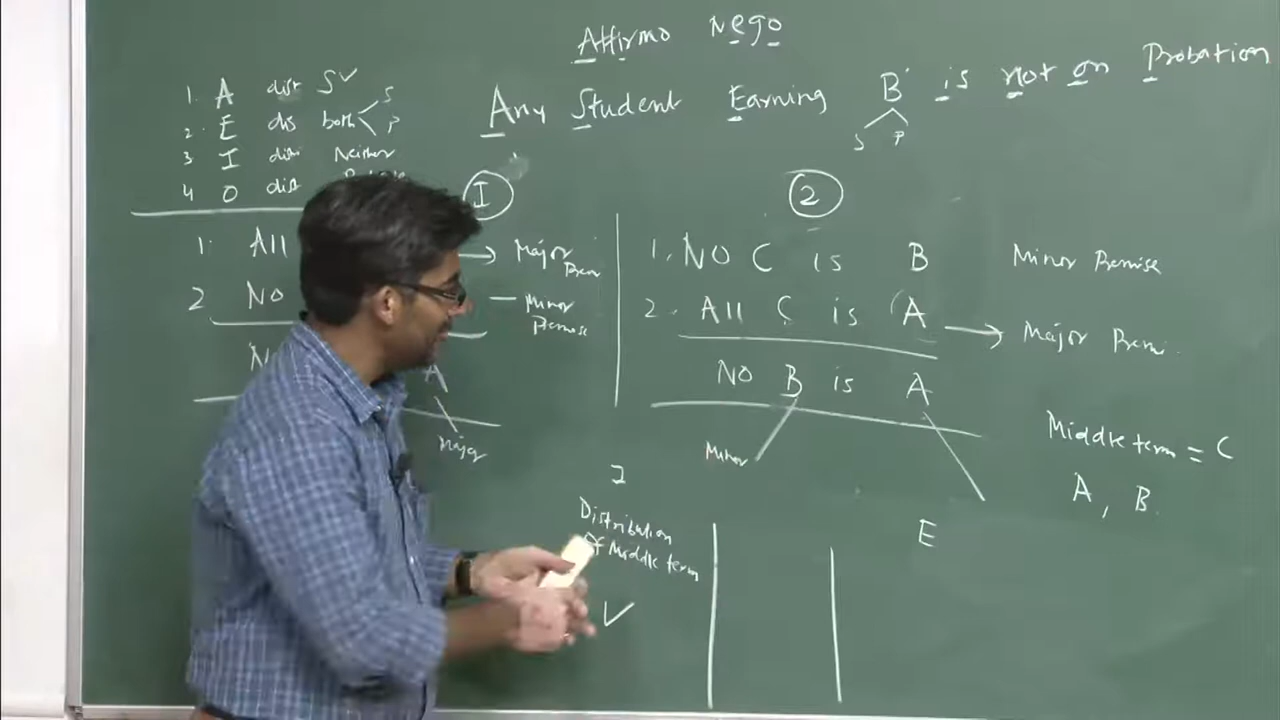 Affirmo Nego
Any Student Earning B is not on Probation
S P
1. A dist S✓
2. E dis both S P
3 I dist Neither
4 O dist
I
1. All → Major Prem
2 No — Minor Premise
No A
Major
2
1. NO C is B Minor Premise
2. All C is (A → Major Premi.
No B is A
Minor
Middle term = C
A, B.
2
Distribution
of Middle term
✓
E